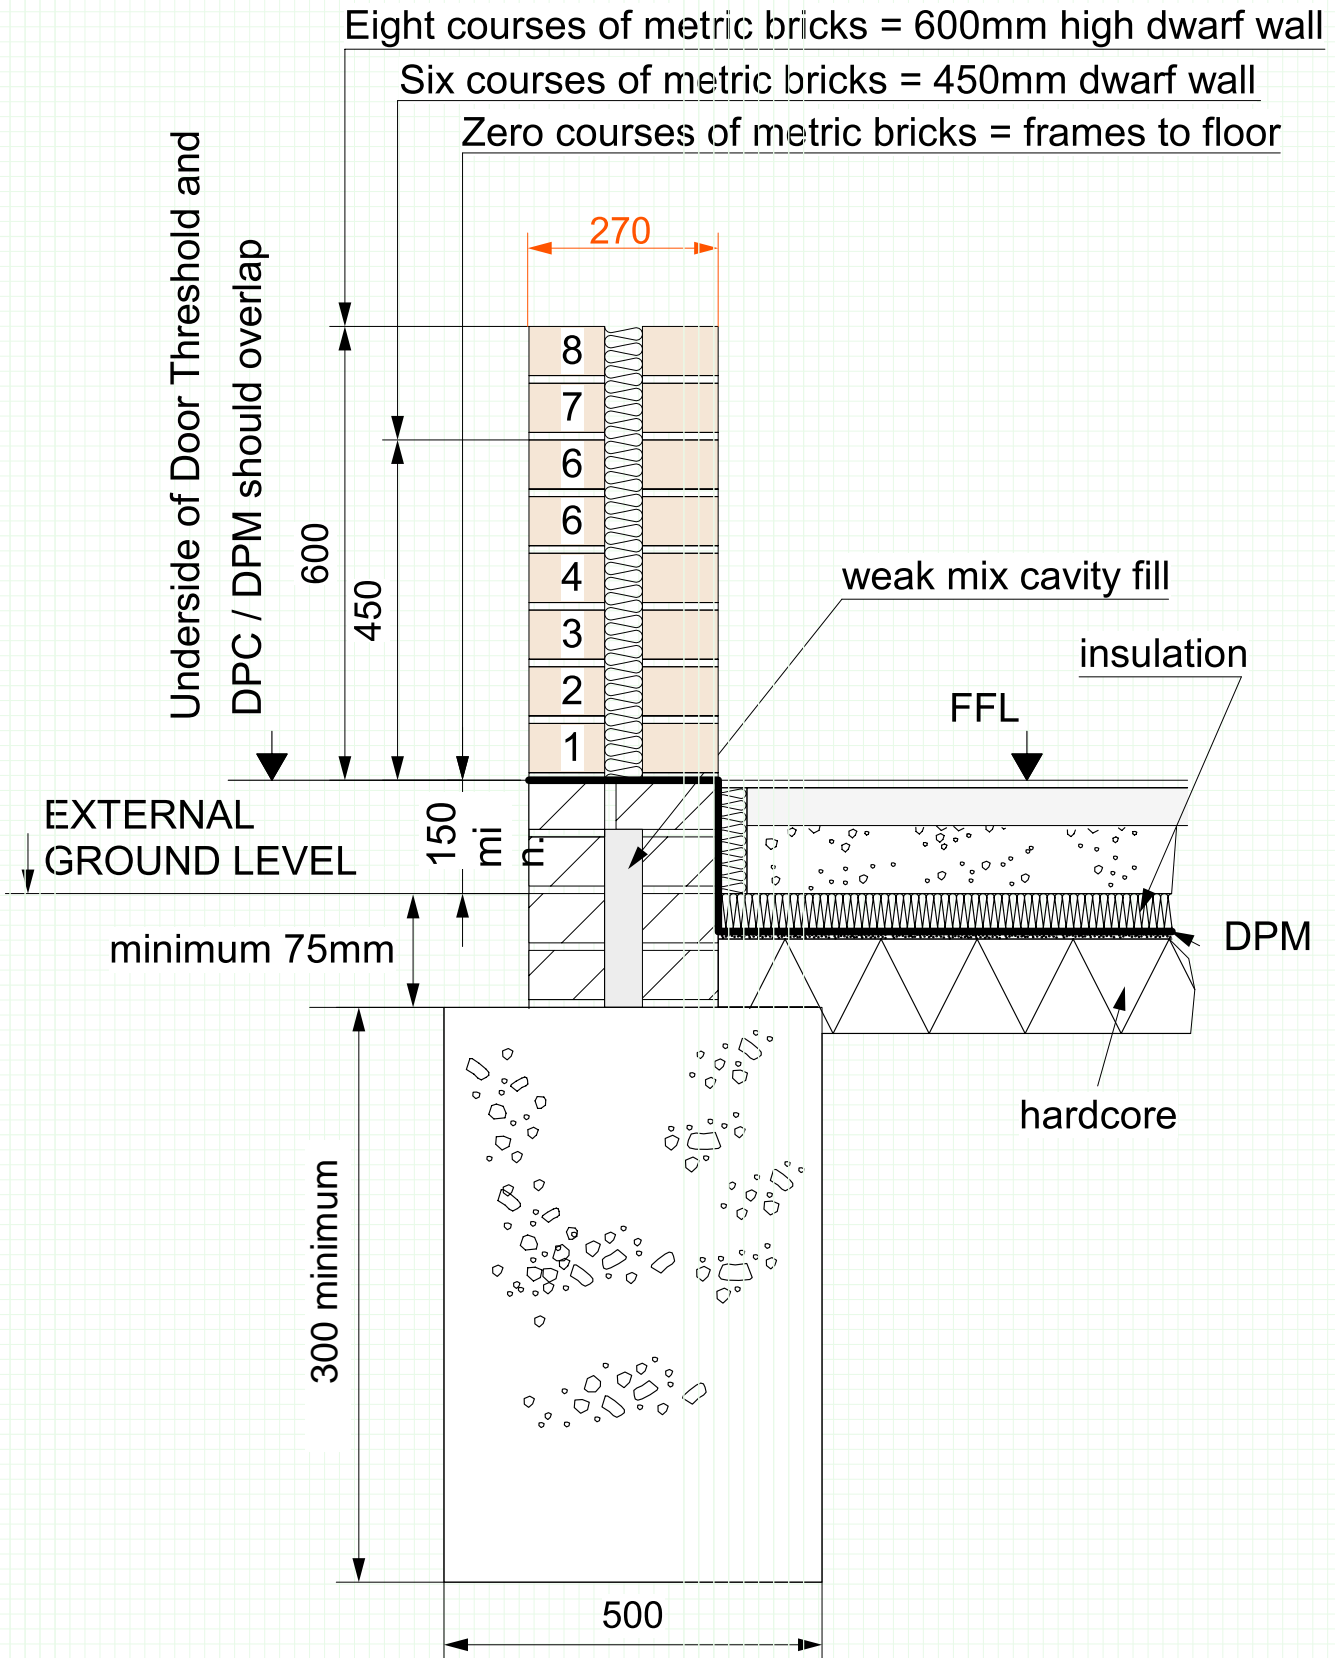 Eight courses of metric bricks = 600mm high dwarf wall
Six courses of metric bricks = 450mm dwarf wall
Zero courses of metric bricks = frames to floor
Underside of Door Threshold and
DPC / DPM should overlap
270
600
450
8
7
6
6
4
3
2
1
weak mix cavity fill
insulation
FFL
EXTERNAL
GROUND LEVEL
150
mi
n.
minimum 75mm
DPM
hardcore
300 minimum
500